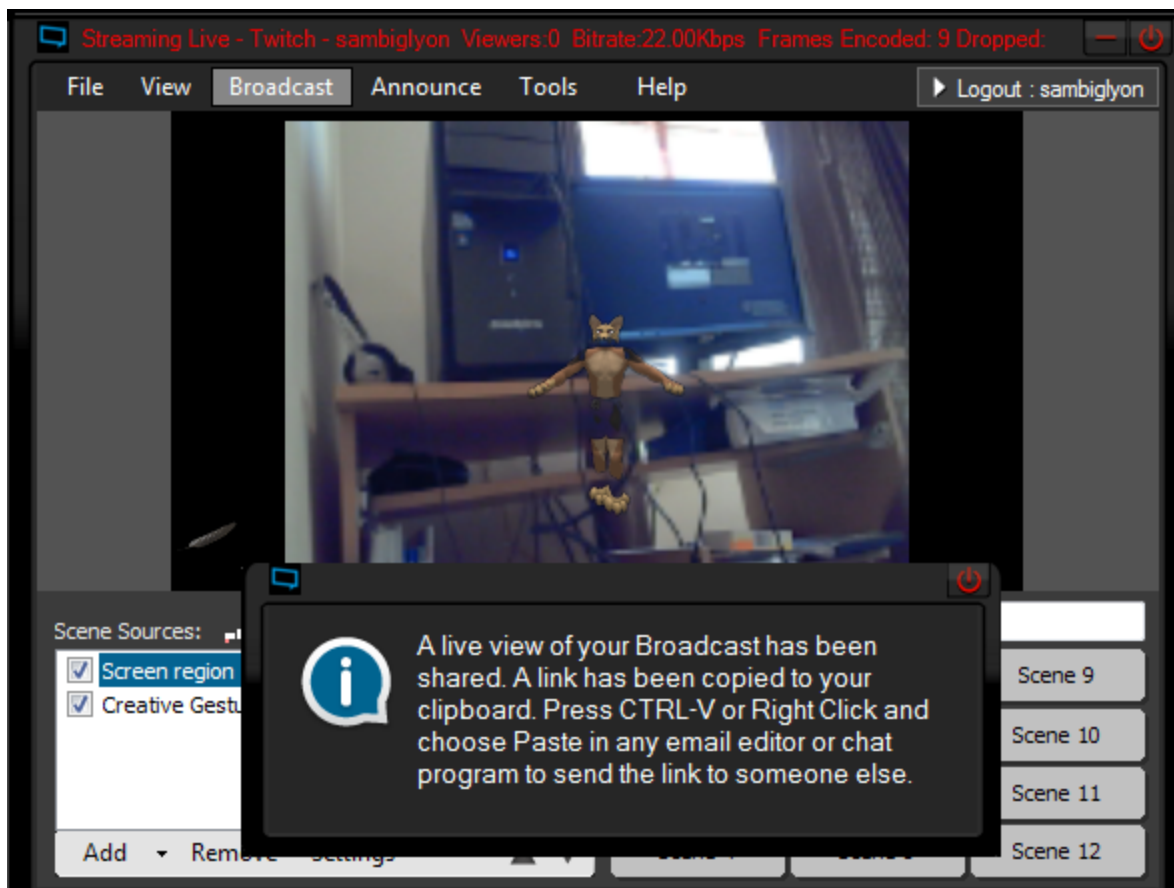 Streaming Live - Twitch - sambiglyon Viewers:0 Bitrate:22.00Kbps Frames Encoded: 9 Dropped:
File View Broadcast Announce Tools Help Logout : sambiglyon
Scene Sources:
Screen region
Creative Gestu
A live view of your Broadcast has been
shared. A link has been copied to your
clipboard. Press CTRL-V or Right Click and
choose Paste in any email editor or chat
program to send the link to someone else.
Scene 9
Scene 10
Scene 11
Add Remove Settings Scene 12